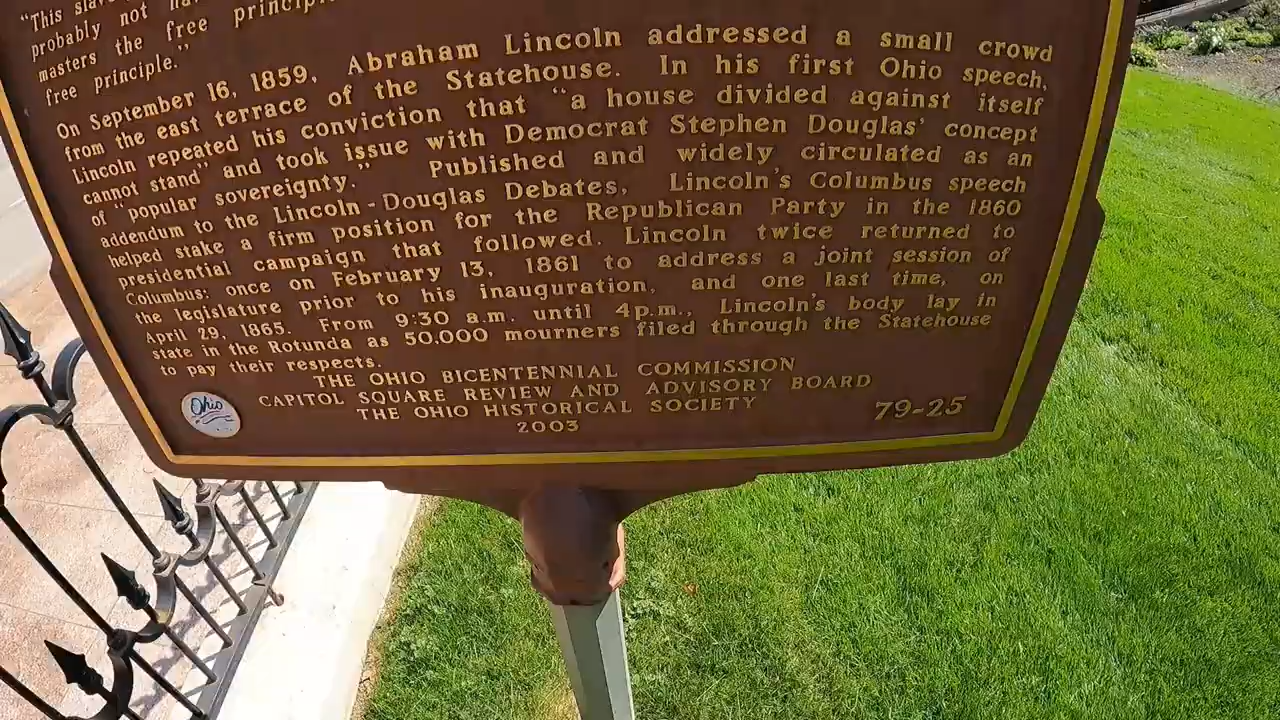 "This slav
probably not ha
masters the free principl
free principle."
On September 16, 1859, Abraham Lincoln addressed a small crowd
from the east terrace of the Statehouse. In his first Ohio speech,
Lincoln repeated his conviction that "a house divided against itself
cannot stand" and took issue with Democrat Stephen Douglas' concept
of "popular sovereignty." Published and widely circulated as an
addendum to the Lincoln-Douglas Debates, Lincoln's Columbus speech
helped stake a firm position for the Republican Party in the 1860
presidential campaign that followed. Lincoln twice returned to
Columbus: once on February 13, 1861 to address a joint session of
the legislature prior to his inauguration, and one last time, on
April 29, 1865. From 9:30 a.m. until 4p.m., Lincoln's body lay in
state in the Rotunda as 50,000 mourners filed through the Statehouse
to pay their respects.
THE OHIO BICENTENNIAL COMMISSION
CAPITOL SQUARE REVIEW AND ADVISORY BOARD
THE OHIO HISTORICAL SOCIETY
2003
79-25
Ohio